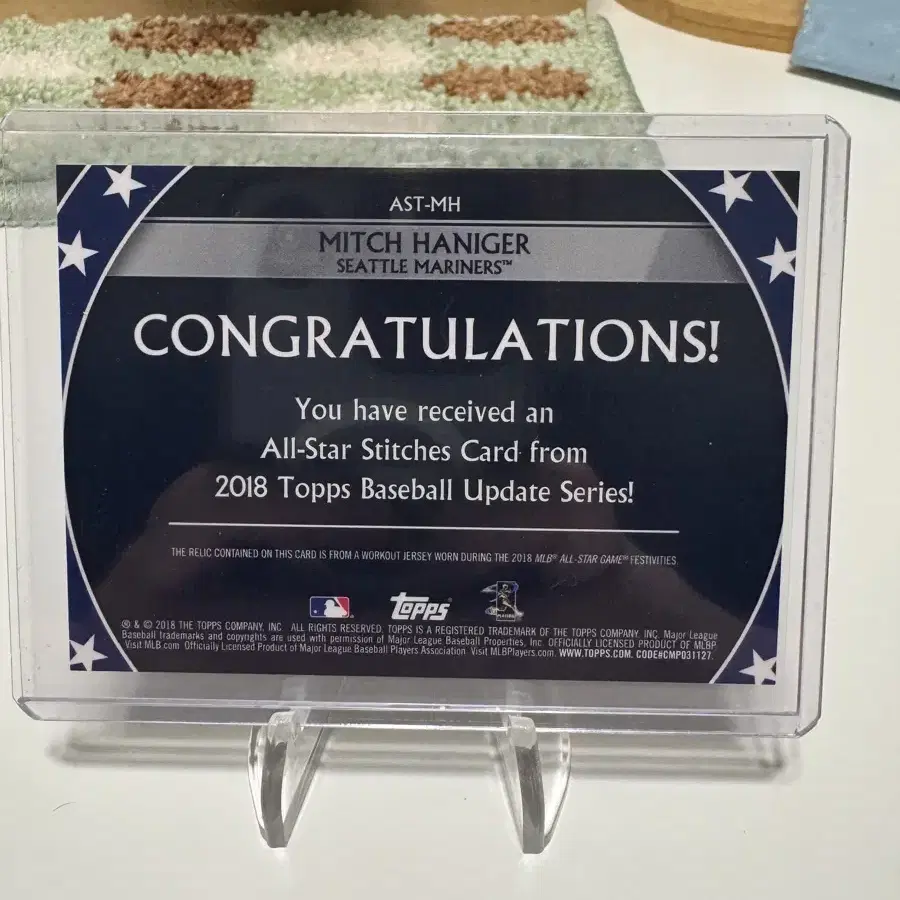 AST-MH
MITCH HANIGER
SEATTLE MARINERS™
CONGRATULATIONS!
You have received an
All-Star Stitches Card from
2018 Topps Baseball Update Series!
THE RELIC CONTAINED ON THIS CARD IS FROM A WORKOUT JERSEY WORN DURING THE 2018 MLB® ALL-STAR GAME™ FESTIVITIES.
Topps
PLAYERS
® & © 2018 THE TOPPS COMPANY, INC. ALL RIGHTS RESERVED. TOPPS IS A REGISTERED TRADEMARK OF THE TOPPS COMPANY, INC. Major League
Baseball trademarks and copyrights are used with permission of Major League Baseball Properties, Inc. OFFICIALLY LICENSED PRODUCT OF MLBP.
Visit MLB.com Officially Licensed Product of Major League Baseball Players Association. Visit MLBPlayers.com. WWW.TOPPS.COM. CODE#CMP031127.